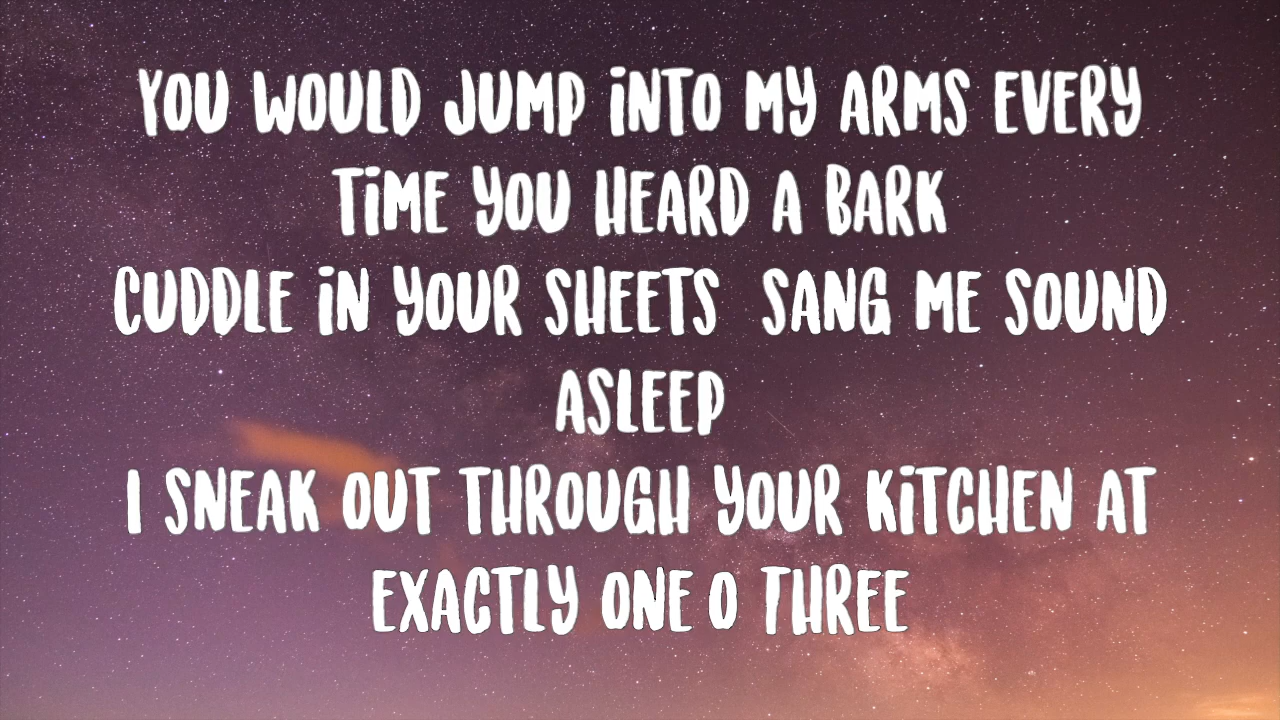 YOU WOULD JUMP iNTO MY ARMS EVERY
TiME YOU HEARD A BARK
CUDDLE iN YOUR SHEETS  SANG ME SOUND
ASLEEP
I SNEAK OUT THROUGH YOUR KiTCHEN AT
EXACTLY ONE O THREE